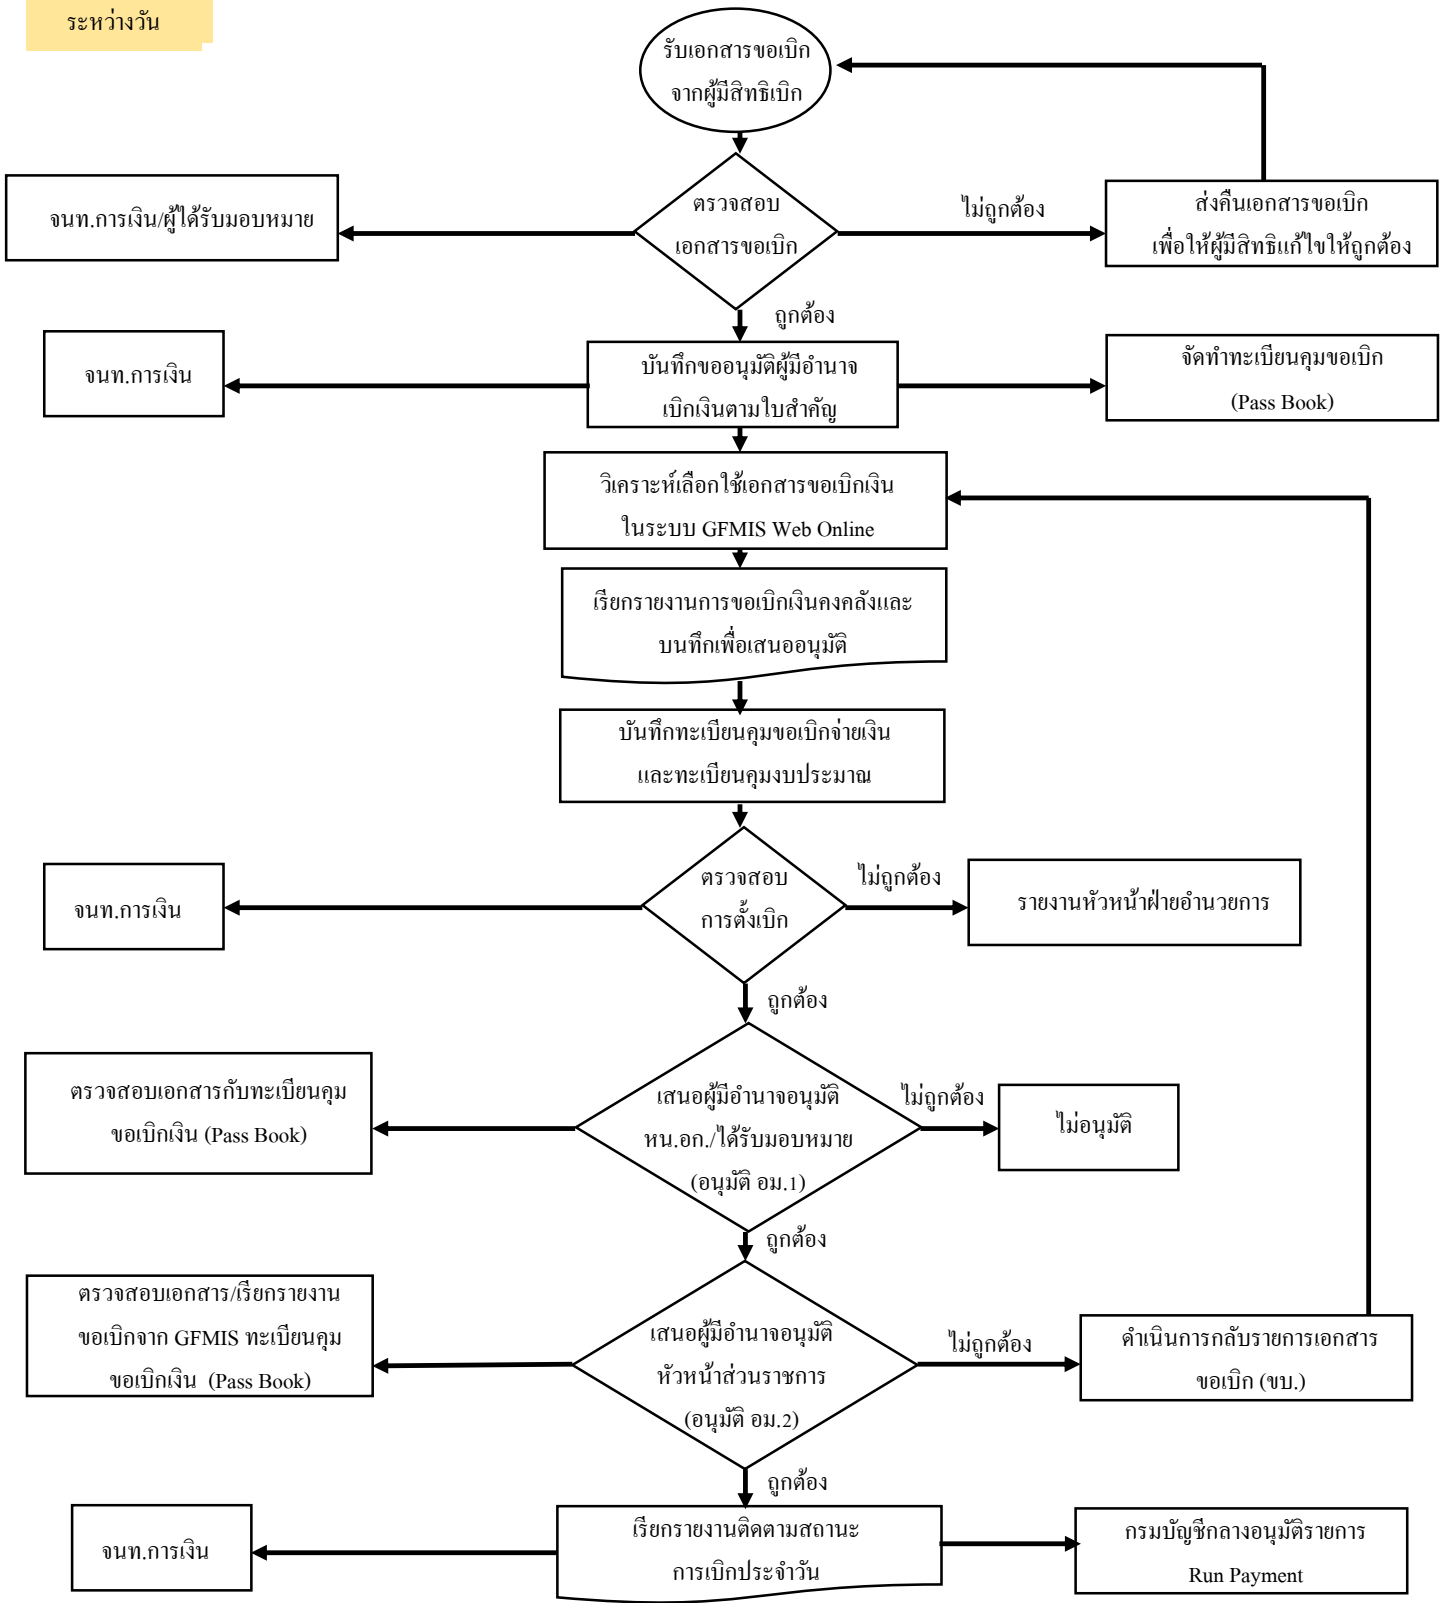 ระหว่างวัน
รับเอกสารขอเบิก
จากผู้มีสิทธิเบิก
จนท.การเงิน/ผู้ได้รับมอบหมาย
ตรวจสอบ
เอกสารขอเบิก
ไม่ถูกต้อง
ส่งคืนเอกสารขอเบิก
เพื่อให้ผู้มีสิทธิแก้ไขให้ถูกต้อง
ถูกต้อง
จนท.การเงิน
บันทึกขออนุมัติผู้มีอำนาจ
เบิกเงินตามใบสำคัญ
จัดทำทะเบียนคุมขอเบิก
(Pass Book)
วิเคราะห์เลือกใช้เอกสารขอเบิกเงิน
ในระบบ GFMIS Web Online
เรียกรายงานการขอเบิกเงินคงคลังและ
บนทึกเพื่อเสนออนุมัติ
บันทึกทะเบียนคุมขอเบิกจ่ายเงิน
และทะเบียนคุมงบประมาณ
จนท.การเงิน
ตรวจสอบ
การตั้งเบิก
ไม่ถูกต้อง
รายงานหัวหน้าฝ่ายอำนวยการ
ถูกต้อง
ตรวจสอบเอกสารกับทะเบียนคุม
ขอเบิกเงิน (Pass Book)
เสนอผู้มีอำนาจอนุมัติ
หน.อก./ได้รับมอบหมาย
(อนุมัติ อม.1)
ไม่ถูกต้อง
ไม่อนุมัติ
ถูกต้อง
ตรวจสอบเอกสาร/เรียกรายงาน
ขอเบิกจาก GFMIS ทะเบียนคุม
ขอเบิกเงิน (Pass Book)
เสนอผู้มีอำนาจอนุมัติ
หัวหน้าส่วนราชการ
(อนุมัติ อม.2)
ไม่ถูกต้อง
ดำเนินการกลับรายการเอกสาร
ขอเบิก (ขบ.)
ถูกต้อง
จนท.การเงิน
เรียกรายงานติดตามสถานะ
การเบิกประจำวัน
กรมบัญชีกลางอนุมัติรายการ
Run Payment